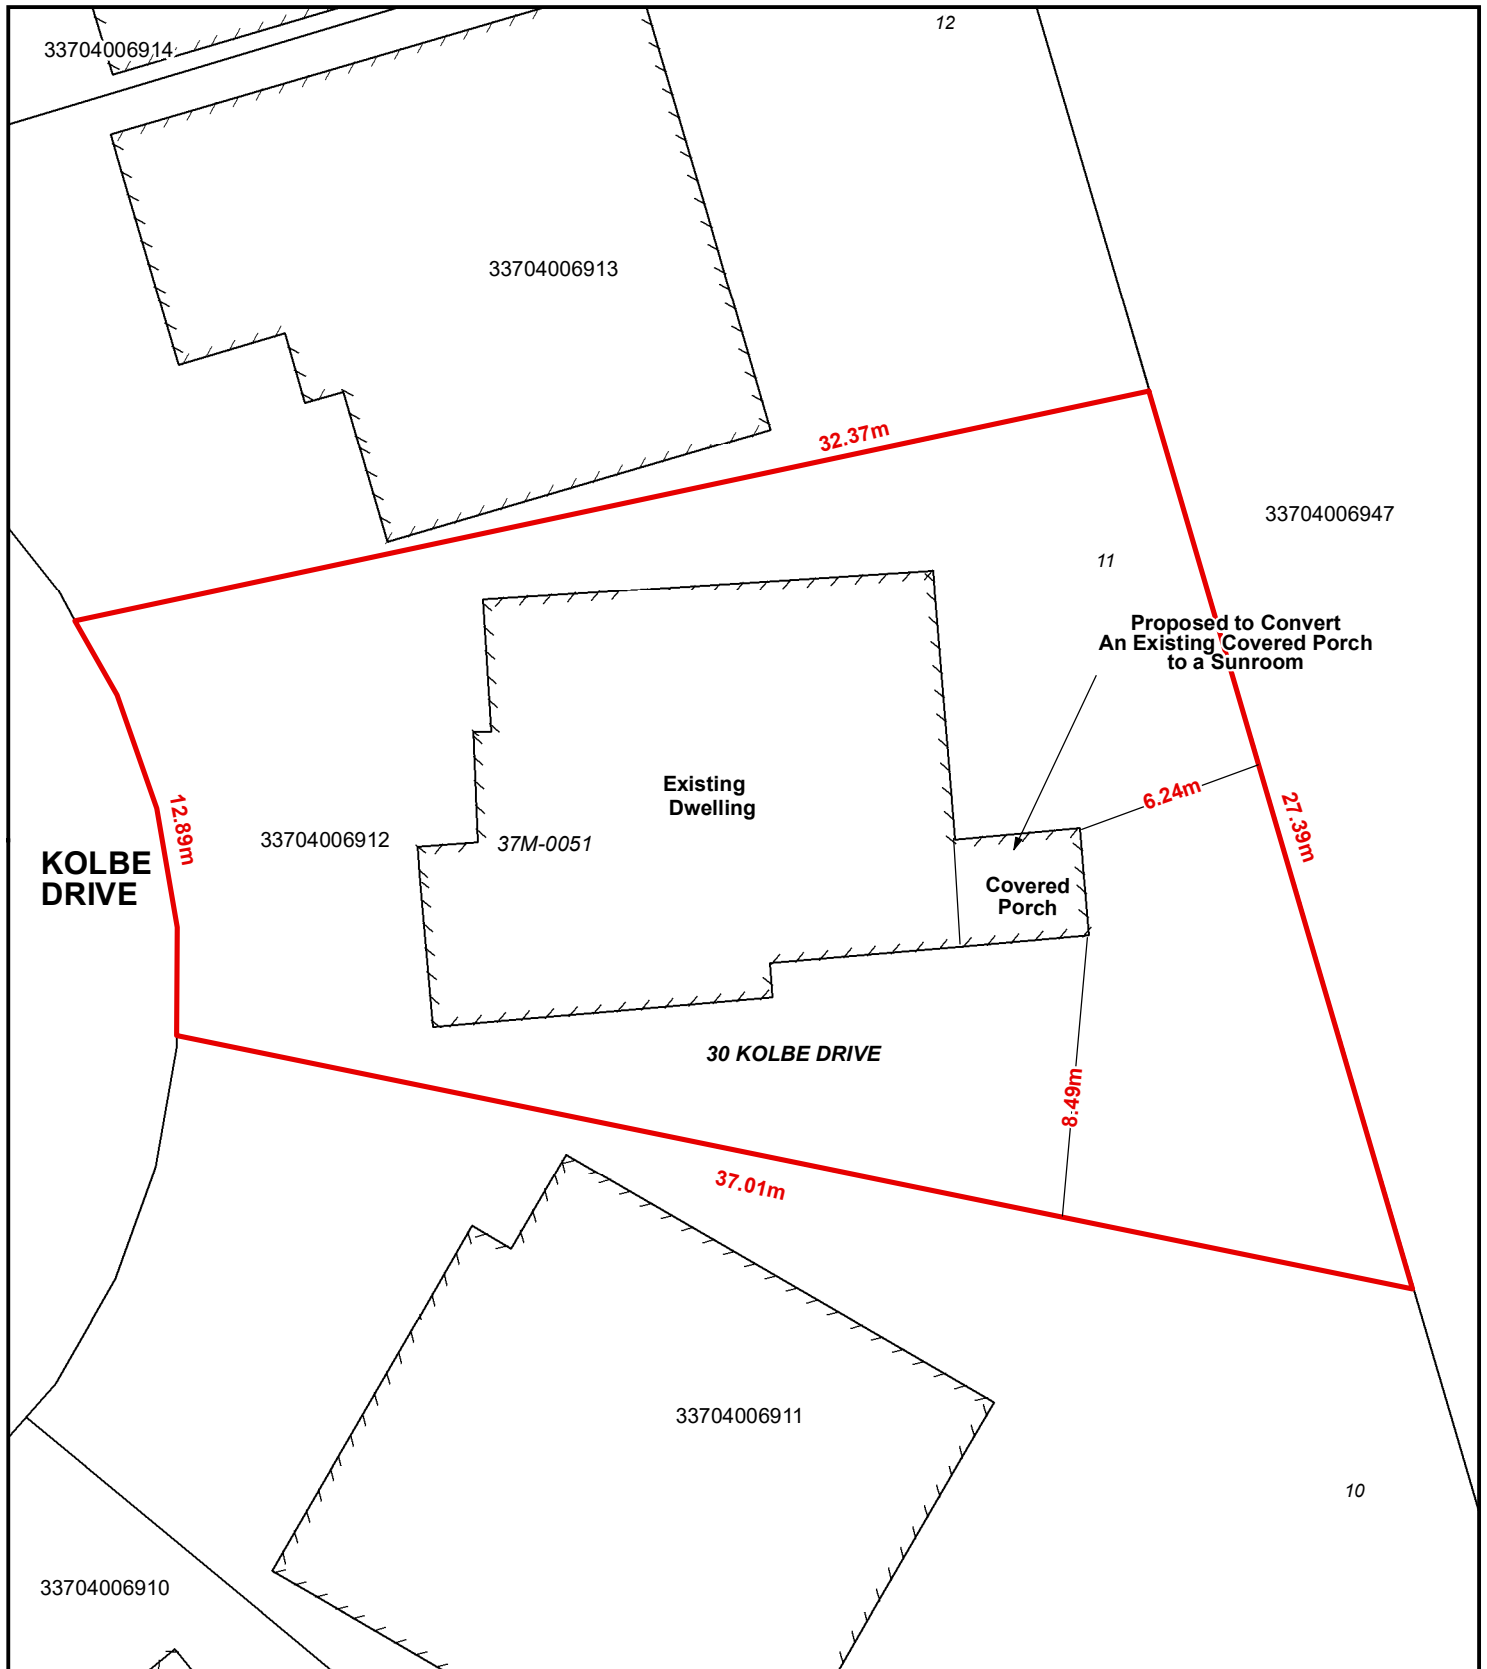 12
33704006914
33704006913
32.37m
33704006947
11
Proposed to Convert
An Existing Covered Porch
to a Sunroom
Existing
Dwelling
6.24m
12.89m
27.39m
33704006912
37M-0051
KOLBE
DRIVE
Covered
Porch
30 KOLBE DRIVE
8.49m
37.01m
33704006911
10
33704006910